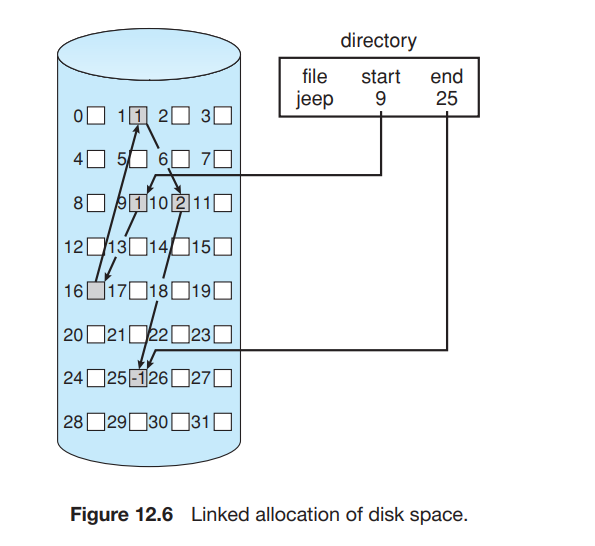 directory
file start end
jeep 9 25
0 1 1 2 3
4 5 6 7
8 9 1 10 2 11
12 13 14 15
16 17 18 19
20 21 22 23
24 25 -1 26 27
28 29 30 31
Figure 12.6 Linked allocation of disk space.